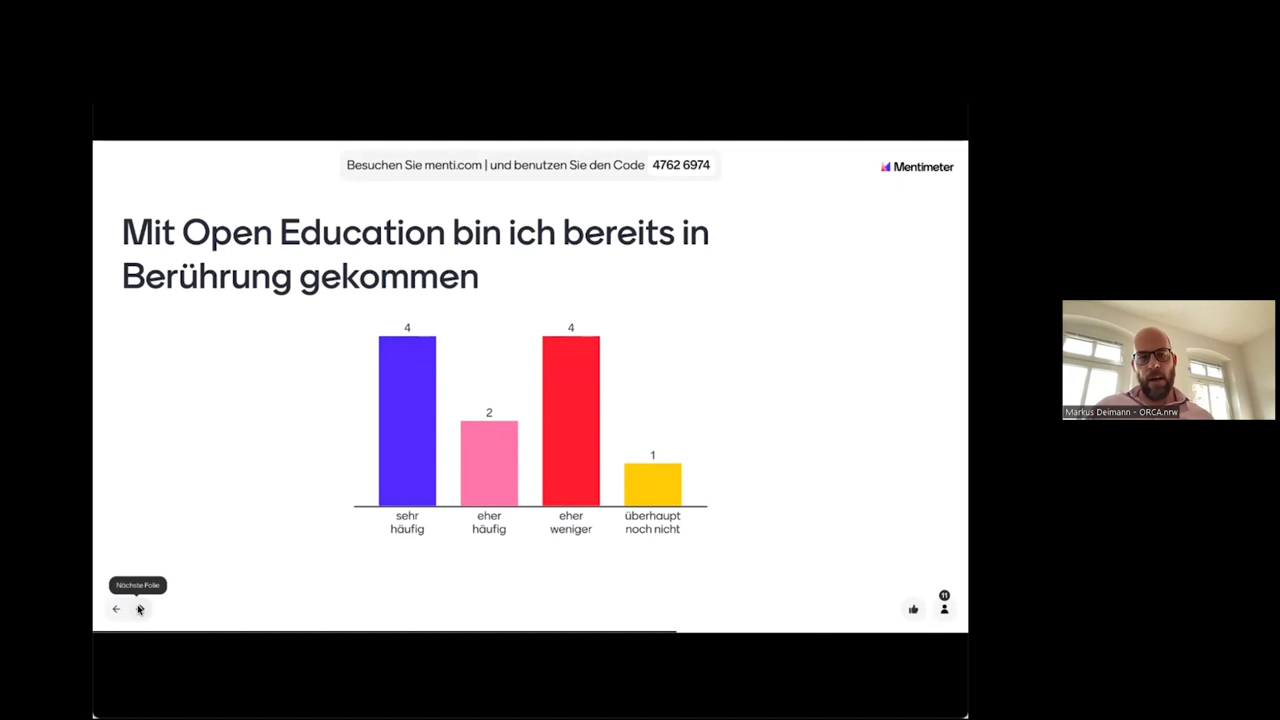 Besuchen Sie menti.com | und benutzen Sie den Code 4762 6974
Mentimeter
Mit Open Education bin ich bereits in
Berührung gekommen
4
2
4
1
sehr
häufig
eher
häufig
eher
weniger
überhaupt
noch nicht
Markus Deimann - ORCA.nrw
Nächste Folie
11